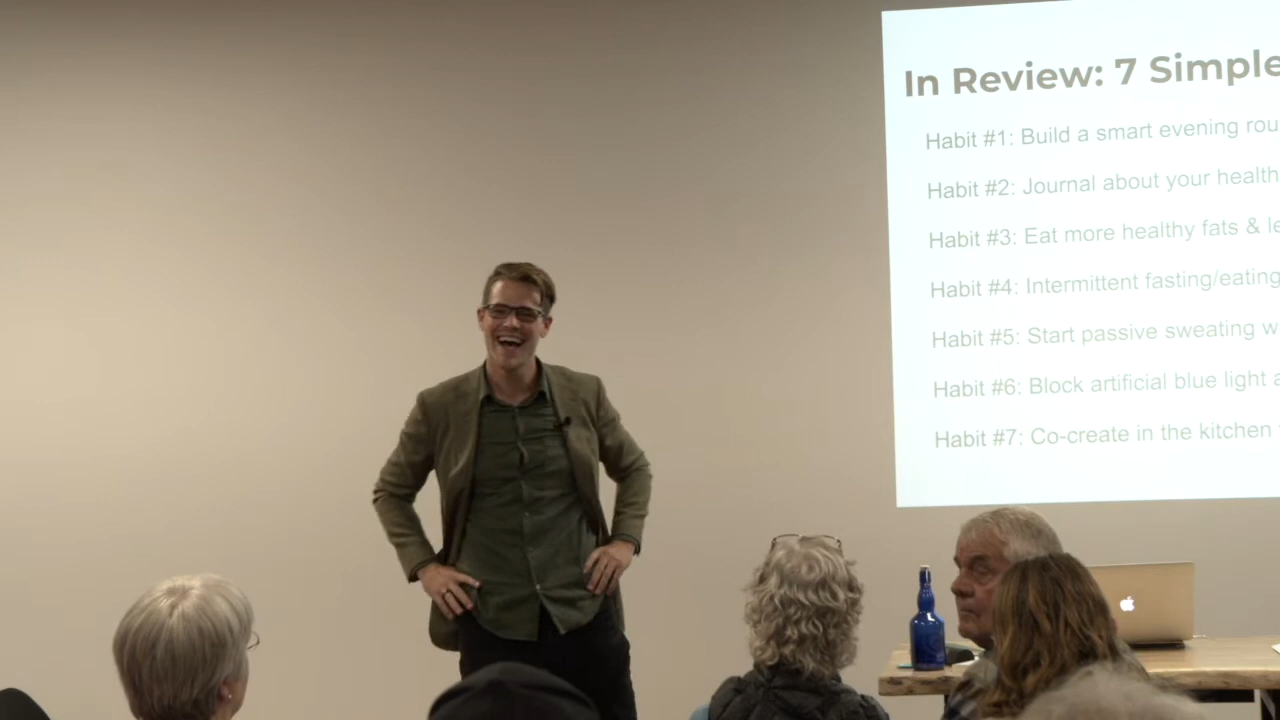 In Review: 7 Simple
Habit #1: Build a smart evening rou
Habit #2: Journal about your health
Habit #3: Eat more healthy fats & le
Habit #4: Intermittent fasting/eating
Habit #5: Start passive sweating w
Habit #6: Block artificial blue light a
Habit #7: Co-create in the kitchen